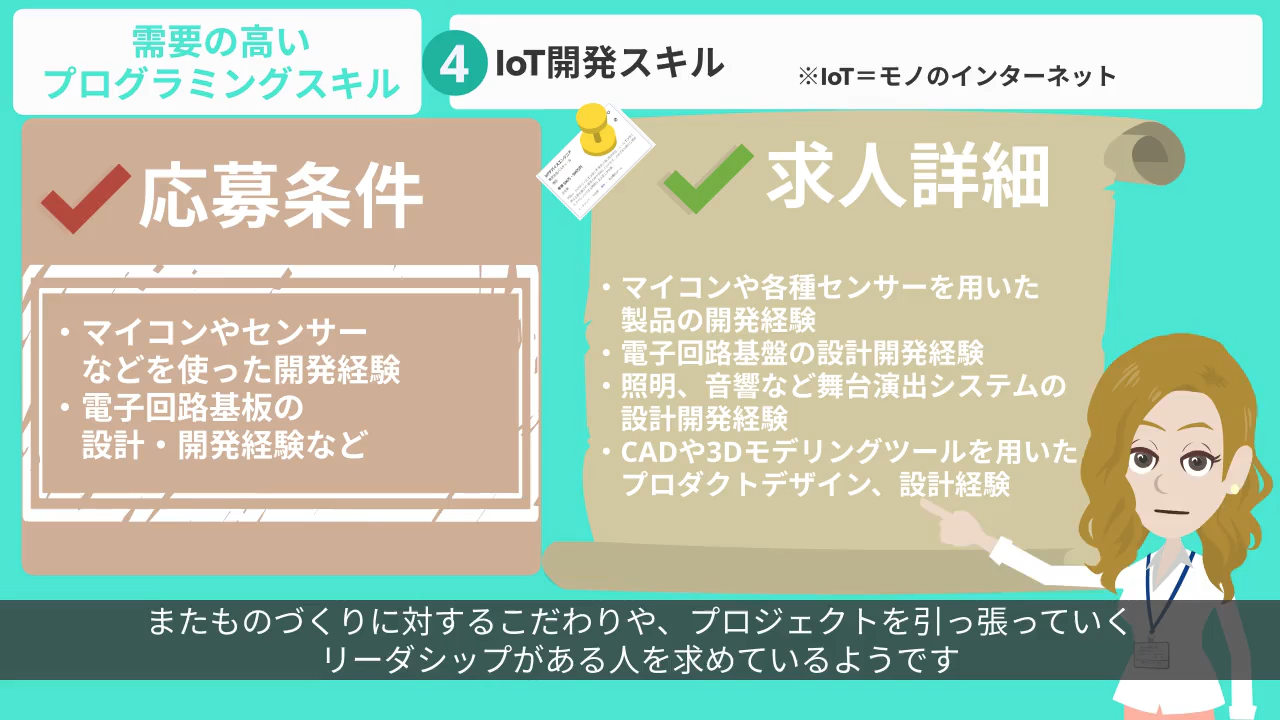 需要の高い
プログラミングスキル
4
IoT開発スキル
※IoT＝モノのインターネット
応募条件
・マイコンやセンサー
などを使った開発経験
・電子回路基板の
設計・開発経験など
求人詳細
・マイコンや各種センサーを用いた
製品の開発経験
・電子回路基盤の設計開発経験
・照明、音響など舞台演出システムの
設計開発経験
・CADや3Dモデリングツールを用いた
プロダクトデザイン、設計経験
またものづくりに対するこだわりや、プロジェクトを引っ張っていく
リーダシップがある人を求めているようです